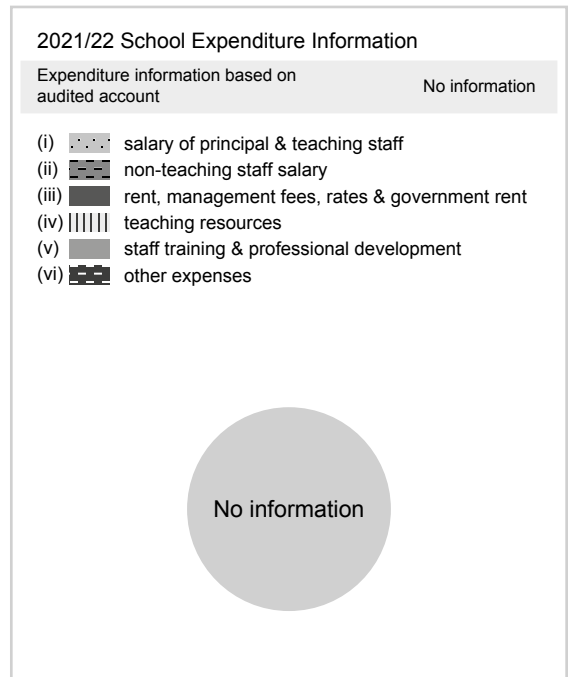 2021/22 School Expenditure Information
Expenditure information based on
audited account
No information
(i) salary of principal & teaching staff
(ii) non-teaching staff salary
(iii) rent, management fees, rates & government rent
(iv) teaching resources
(v) staff training & professional development
(vi) other expenses
No information